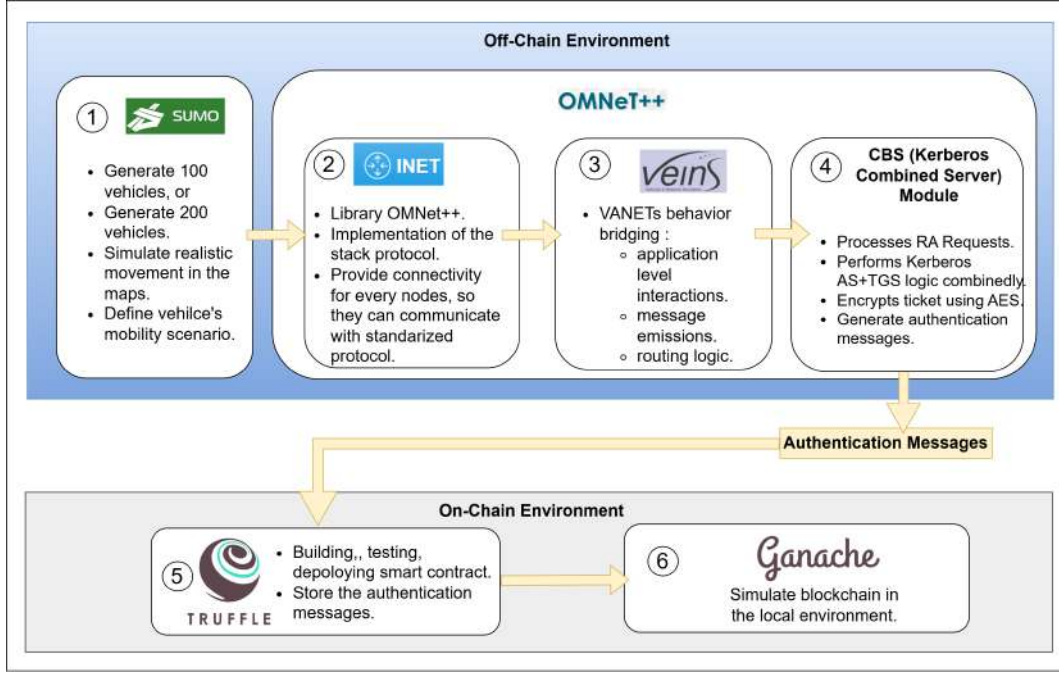 Off-Chain Environment
1
SUMO
• Generate 100
vehicles, or
• Generate 200
vehicles.
• Simulate realistic
movement in the
maps.
• Define vehilce's
mobility scenario.
OMNeT++
2
INET
• Library OMNet++.
• Implementation of the
stack protocol.
• Provide connectivity
for every nodes, so
they can communicate
with standarized
protocol.
3
veins
• VANETs behavior
bridging :
○ application
level
interactions.
○ message
emissions.
○ routing logic.
4
CBS (Kerberos
Combined Server)
Module
• Processes RA Requests.
• Performs Kerberos
AS+TGS logic combinedly.
• Encrypts ticket using AES.
• Generate authentication
messages.
Authentication Messages
On-Chain Environment
5
TRUFFLE
• Building,, testing,
depoloying smart contract.
• Store the authentication
messages.
6
Ganache
Simulate blockchain in
the local environment.